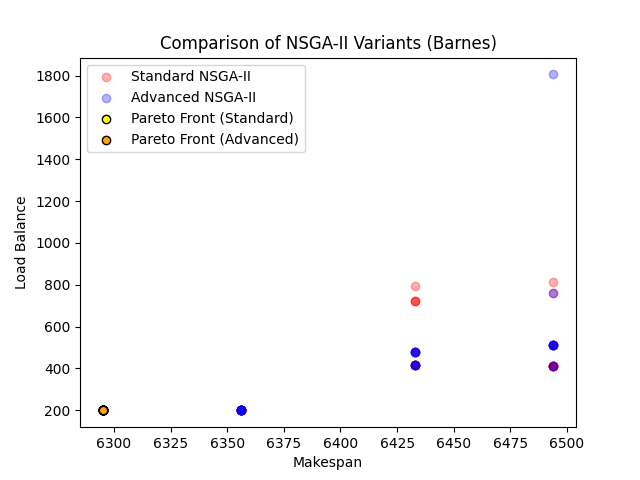 Comparison of NSGA-II Variants (Barnes)
Standard NSGA-II
Advanced NSGA-II
Pareto Front (Standard)
Pareto Front (Advanced)
1800
1600
1400
1200
1000
800
600
400
200
Load Balance
6300 6325 6350 6375 6400 6425 6450 6475 6500
Makespan